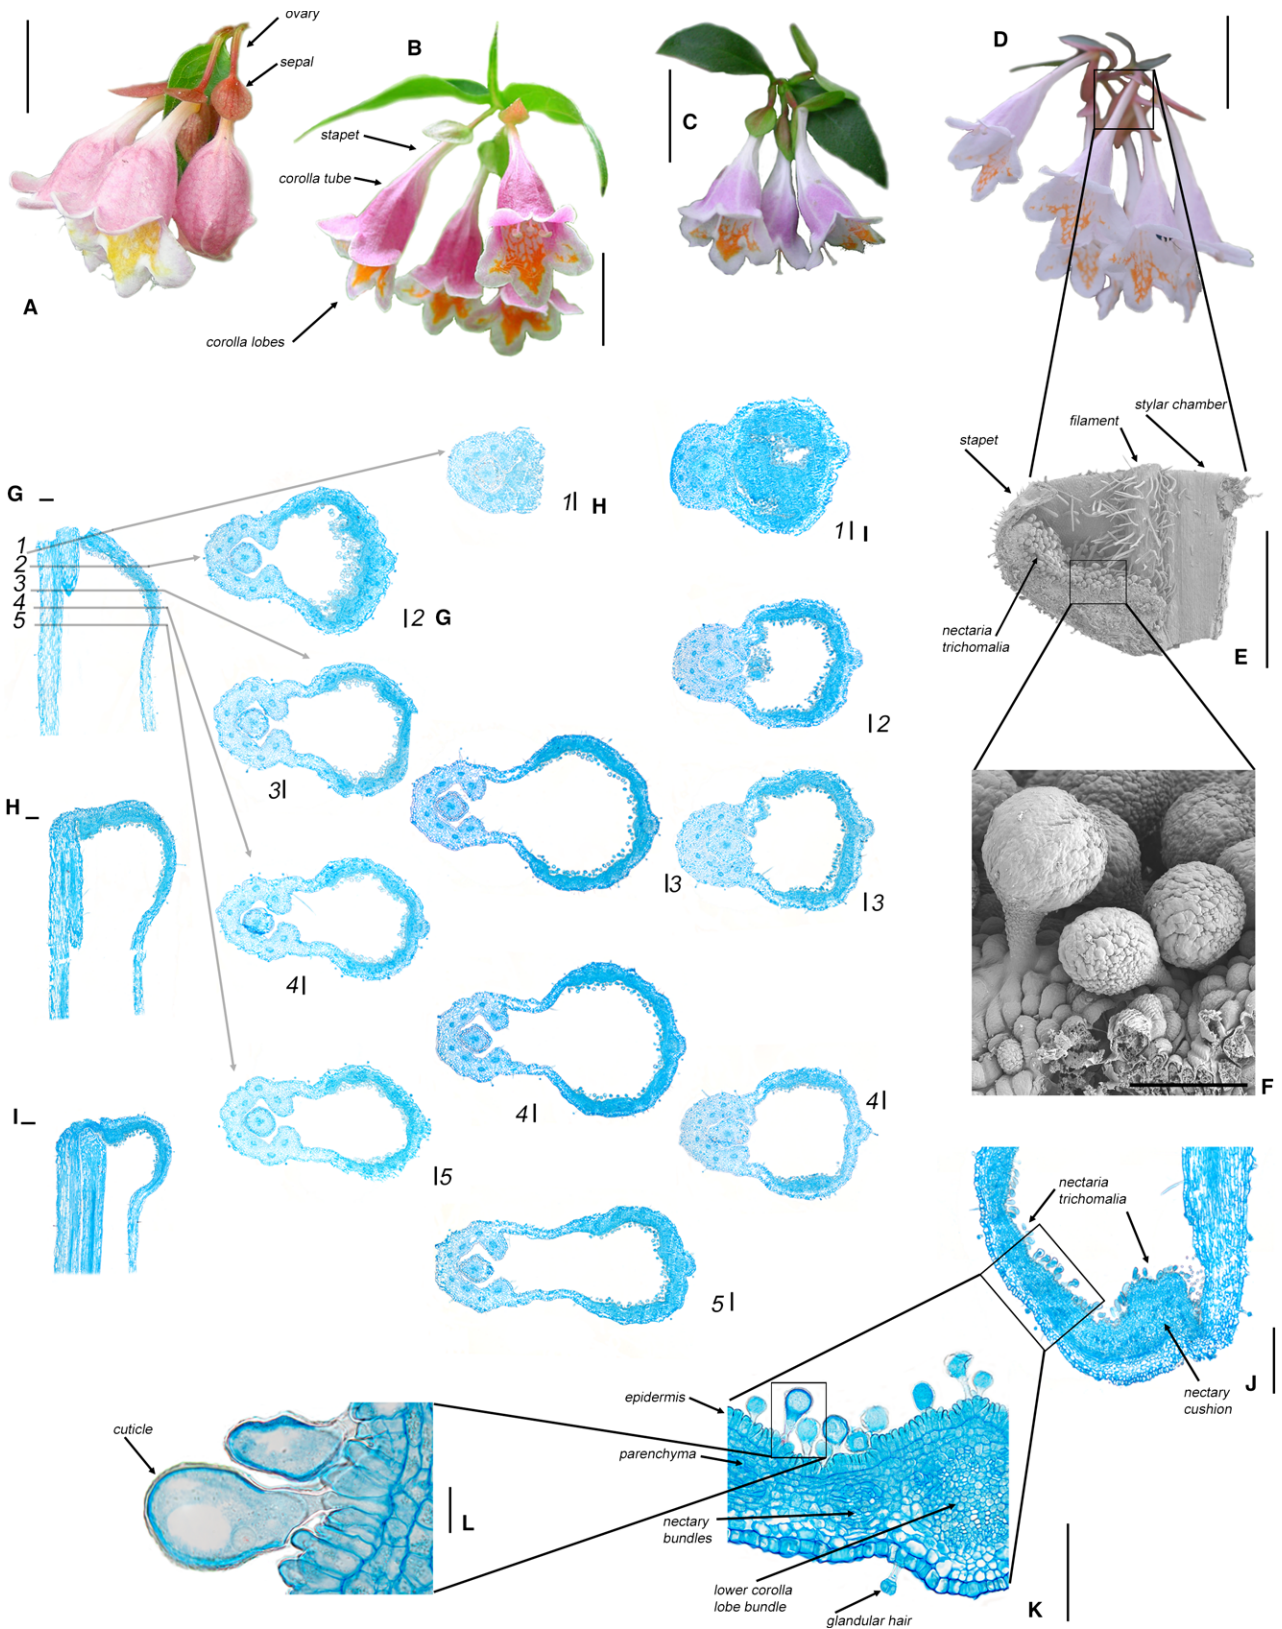 ovary
sepal
A
B
stapet
corolla tube
corolla lobes
C
D
stylar chamber
filament
stapet
nectaria
trichomalia
E
F
G
1
2
3
4
5
1
H
2
G
3
4
5
H
3
4
5
I
1
I
2
3
4
nectaria
trichomalia
nectary
cushion
J
epidermis
parenchyma
nectary
bundles
lower corolla
lobe bundle
glandular hair
K
cuticle
L